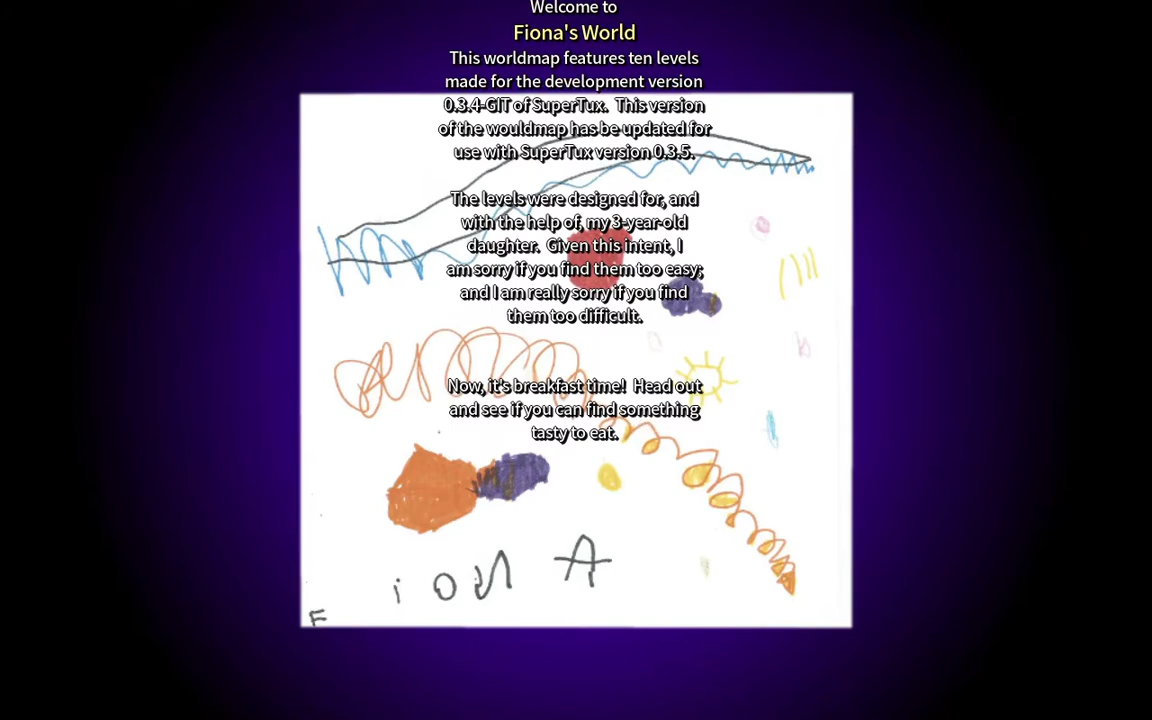 Welcome to
Fiona's World
This worldmap features ten levels
made for the development version
0.3.4-GIT of SuperTux. This version
of the wouldmap has be updated for
use with SuperTux version 0.3.5.
The levels were designed for, and
with the help of, my 3-year-old
daughter. Given this intent, I
am sorry if you find them too easy;
and I am really sorry if you find
them too difficult.
Now, it's breakfast time! Head out
and see if you can find something
tasty to eat.
F i o n A